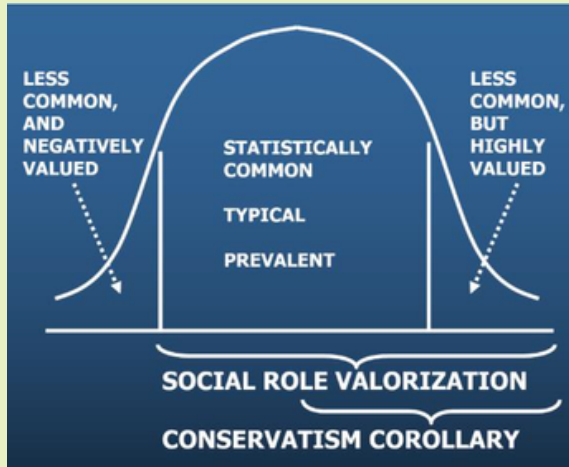 LESS
COMMON,
AND
NEGATIVELY
VALUED
STATISTICALLY
COMMON
TYPICAL
PREVALENT
LESS
COMMON,
BUT
HIGHLY
VALUED
SOCIAL ROLE VALORIZATION
CONSERVATISM COROLLARY